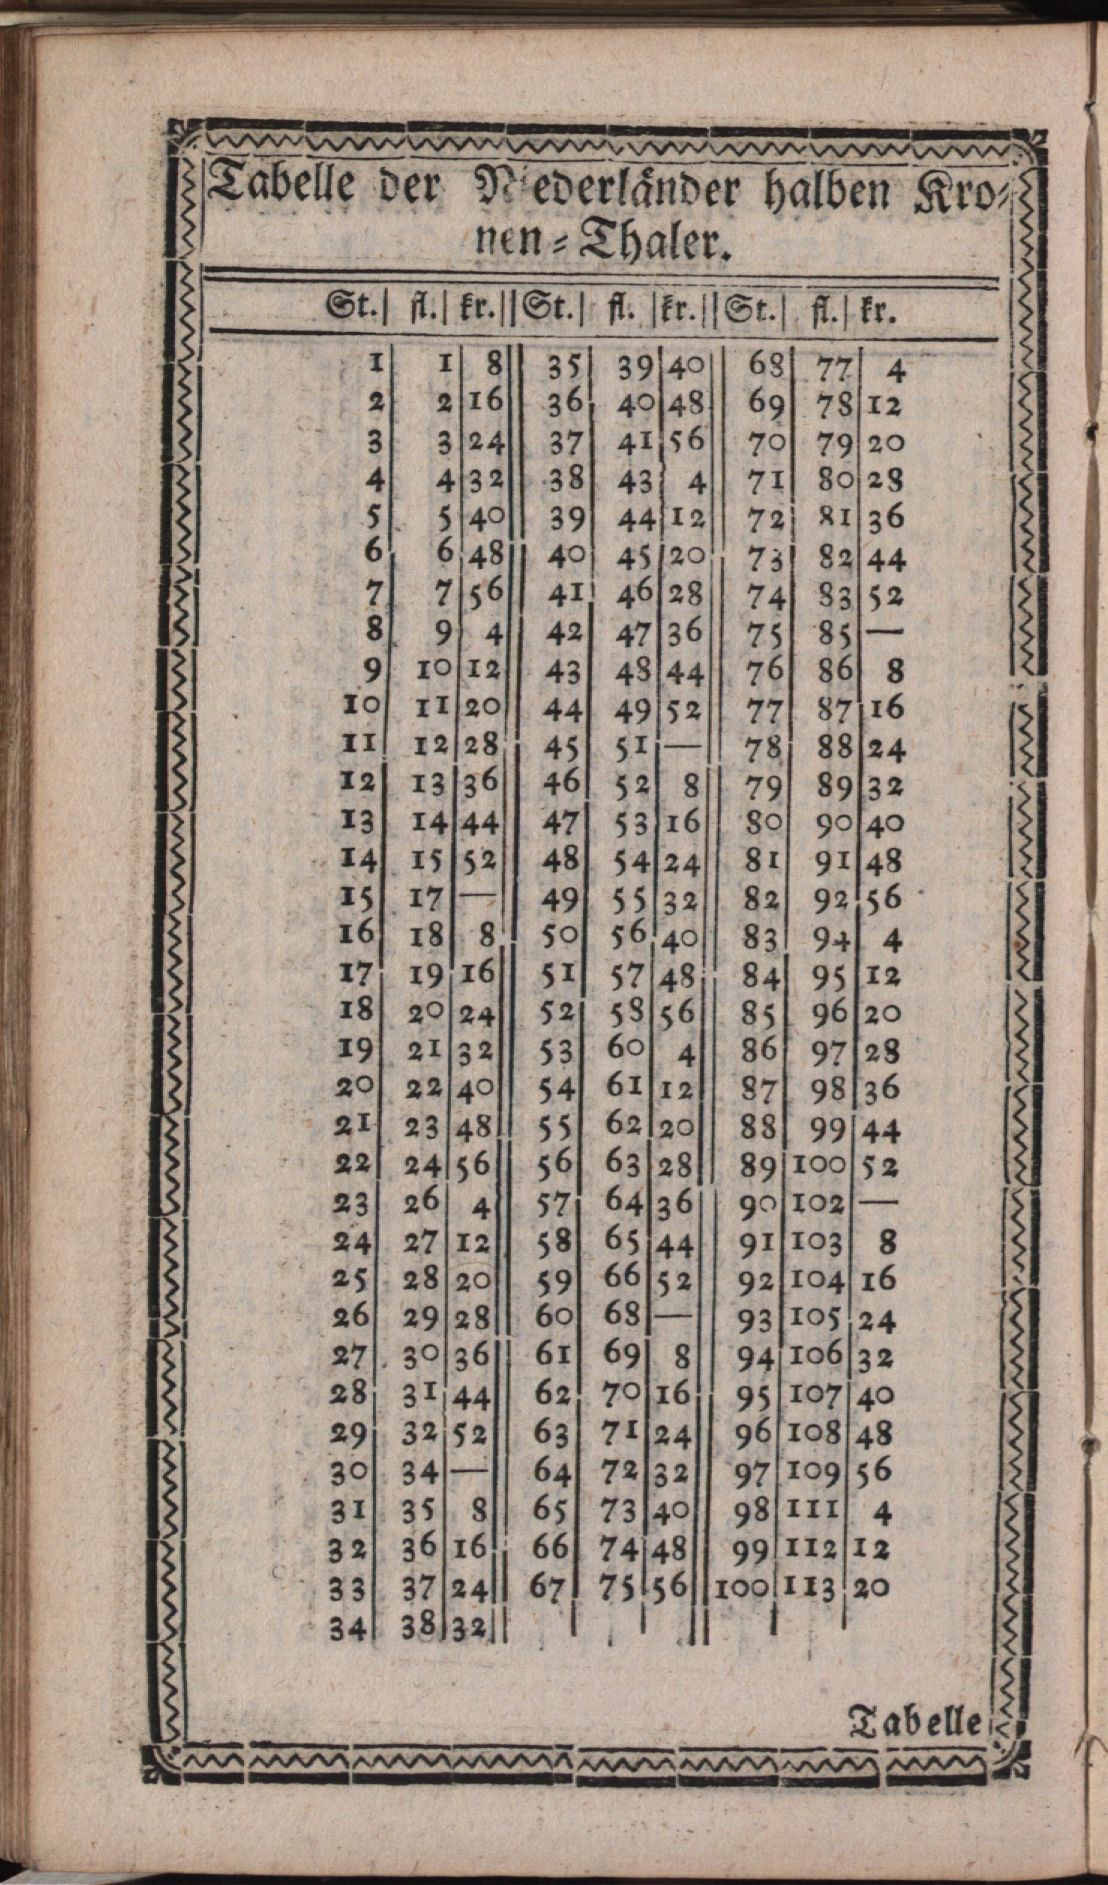 Tabelle der Niederländer halben Kro-
nen-Thaler.
St. | fl. | kr. || St. | fl. | kr. || St. | fl. | kr.
1 | 1 | 8 || 35 | 39 | 40 || 68 | 77 | 4
2 | 2 | 16 || 36 | 40 | 48 || 69 | 78 | 12
3 | 3 | 24 || 37 | 41 | 56 || 70 | 79 | 20
4 | 4 | 32 || 38 | 43 | 4 || 71 | 80 | 28
5 | 5 | 40 || 39 | 44 | 12 || 72 | 81 | 36
6 | 6 | 48 || 40 | 45 | 20 || 73 | 82 | 44
7 | 7 | 56 || 41 | 46 | 28 || 74 | 83 | 52
8 | 9 | 4 || 42 | 47 | 36 || 75 | 85 | —
9 | 10 | 12 || 43 | 48 | 44 || 76 | 86 | 8
10 | 11 | 20 || 44 | 49 | 52 || 77 | 87 | 16
11 | 12 | 28 || 45 | 51 | — || 78 | 88 | 24
12 | 13 | 36 || 46 | 52 | 8 || 79 | 89 | 32
13 | 14 | 44 || 47 | 53 | 16 || 80 | 90 | 40
14 | 15 | 52 || 48 | 54 | 24 || 81 | 91 | 48
15 | 17 | — || 49 | 55 | 32 || 82 | 92 | 56
16 | 18 | 8 || 50 | 56 | 40 || 83 | 94 | 4
17 | 19 | 16 || 51 | 57 | 48 || 84 | 95 | 12
18 | 20 | 24 || 52 | 58 | 56 || 85 | 96 | 20
19 | 21 | 32 || 53 | 60 | 4 || 86 | 97 | 28
20 | 22 | 40 || 54 | 61 | 12 || 87 | 98 | 36
21 | 23 | 48 || 55 | 62 | 20 || 88 | 99 | 44
22 | 24 | 56 || 56 | 63 | 28 || 89 | 100 | 52
23 | 26 | 4 || 57 | 64 | 36 || 90 | 102 | —
24 | 27 | 12 || 58 | 65 | 44 || 91 | 103 | 8
25 | 28 | 20 || 59 | 66 | 52 || 92 | 104 | 16
26 | 29 | 28 || 60 | 68 | — || 93 | 105 | 24
27 | 30 | 36 || 61 | 69 | 8 || 94 | 106 | 32
28 | 31 | 44 || 62 | 70 | 16 || 95 | 107 | 40
29 | 32 | 52 || 63 | 71 | 24 || 96 | 108 | 48
30 | 34 | — || 64 | 72 | 32 || 97 | 109 | 56
31 | 35 | 8 || 65 | 73 | 40 || 98 | 111 | 4
32 | 36 | 16 || 66 | 74 | 48 || 99 | 112 | 12
33 | 37 | 24 || 67 | 75 | 56 || 100 | 113 | 20
34 | 38 | 32 ||
Tabelle